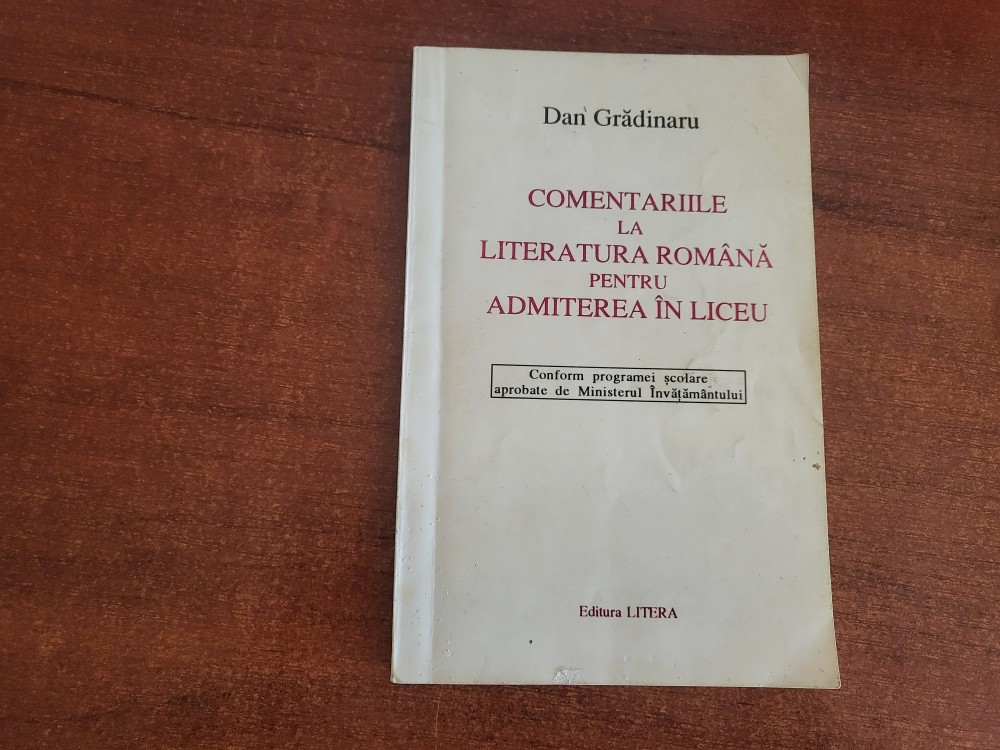 Dan Grădinaru
COMENTARIILE
LA
LITERATURA ROMÂNĂ
PENTRU
ADMITEREA ÎN LICEU
Conform programei școlare
aprobate de Ministerul Învățământului
Editura LITERA